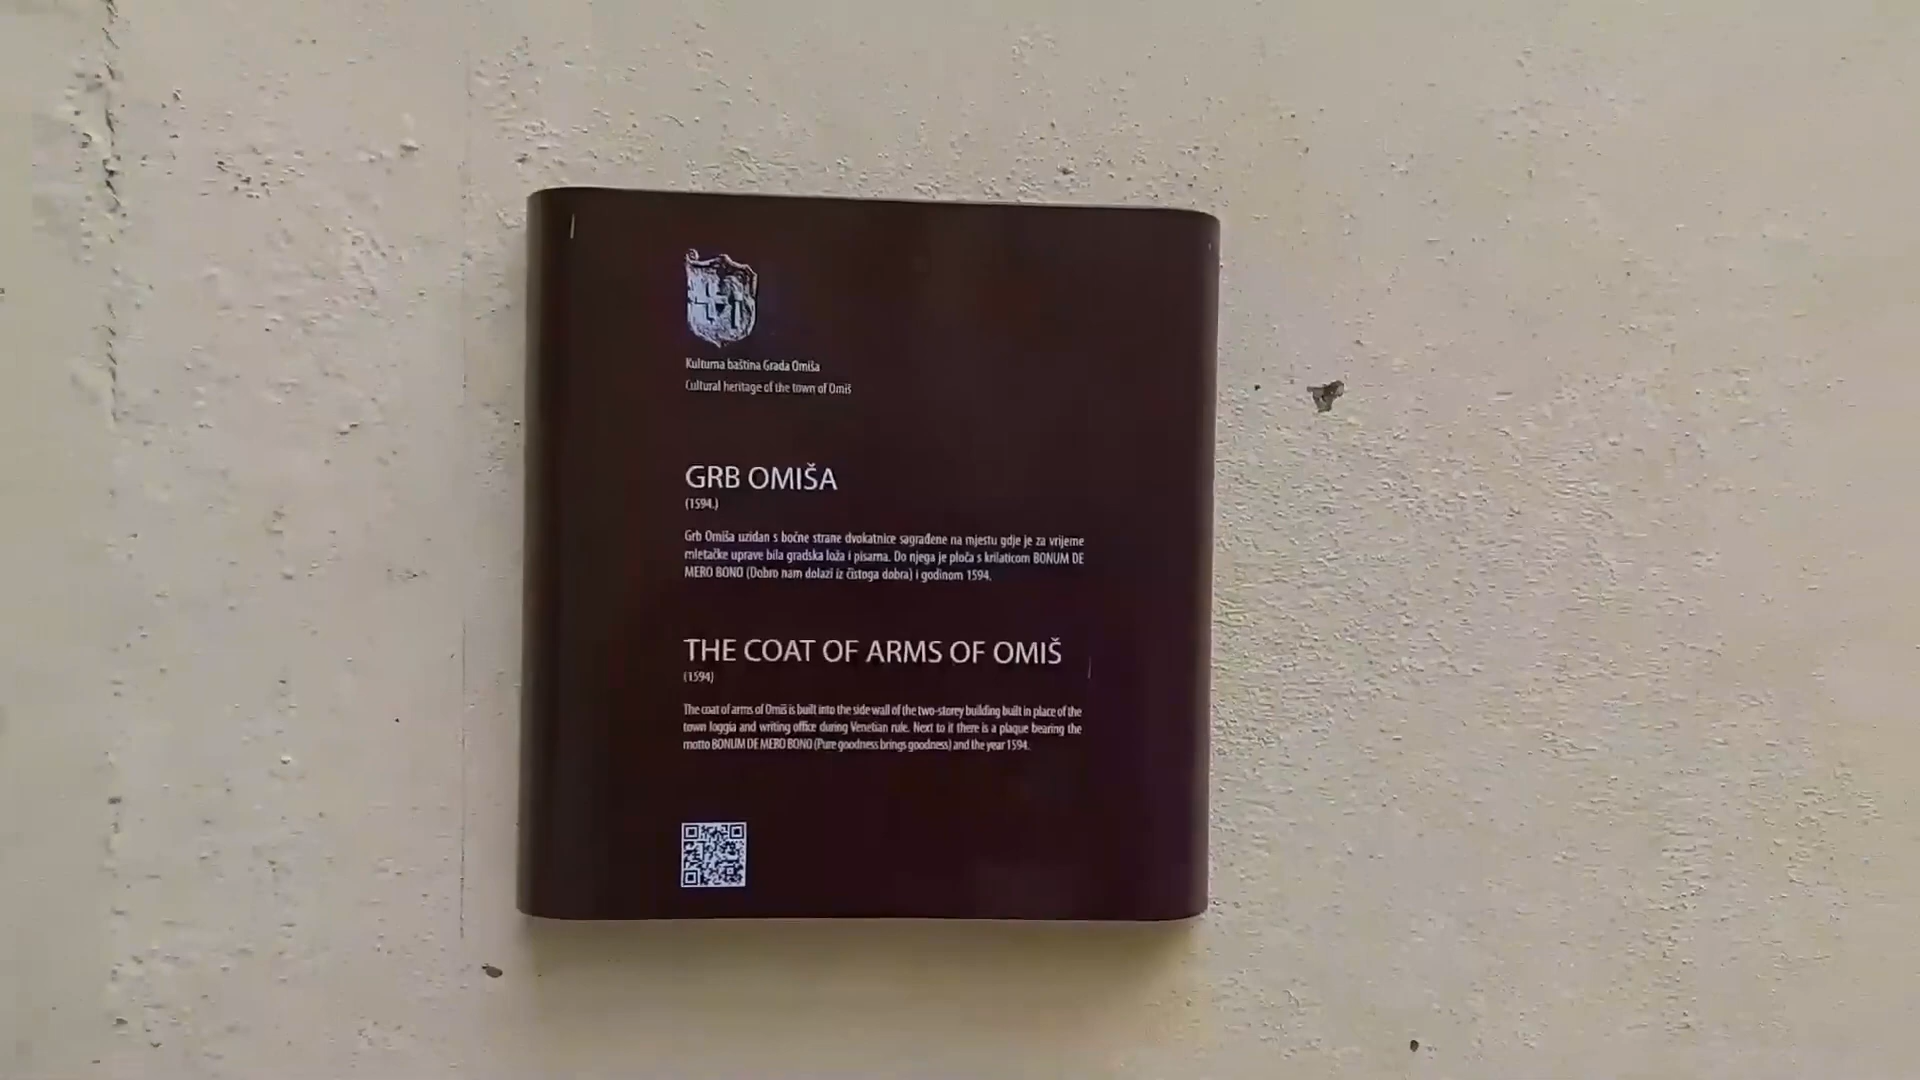 Kulturna baština Grada Omiša
Cultural heritage of the town of Omiš
GRB OMIŠA
(1594.)
Grb Omiša uzidan s bočne strane dvokatnice sagrađene na mjestu gdje je za vrijeme
mletačke uprave bila gradska loža i pisarna. Do njega je ploča s krilaticom BONUM DE
MERO BONO (Dobro nam dolazi iz čistoga dobra) i godinom 1594.
THE COAT OF ARMS OF OMIŠ
(1594)
The coat of arms of Omiš is built into the side wall of the two-storey building built in place of the
town loggia and writing office during Venetian rule. Next to it there is a plaque bearing the
motto BONUM DE MERO BONO (Pure goodness brings goodness) and the year 1594.